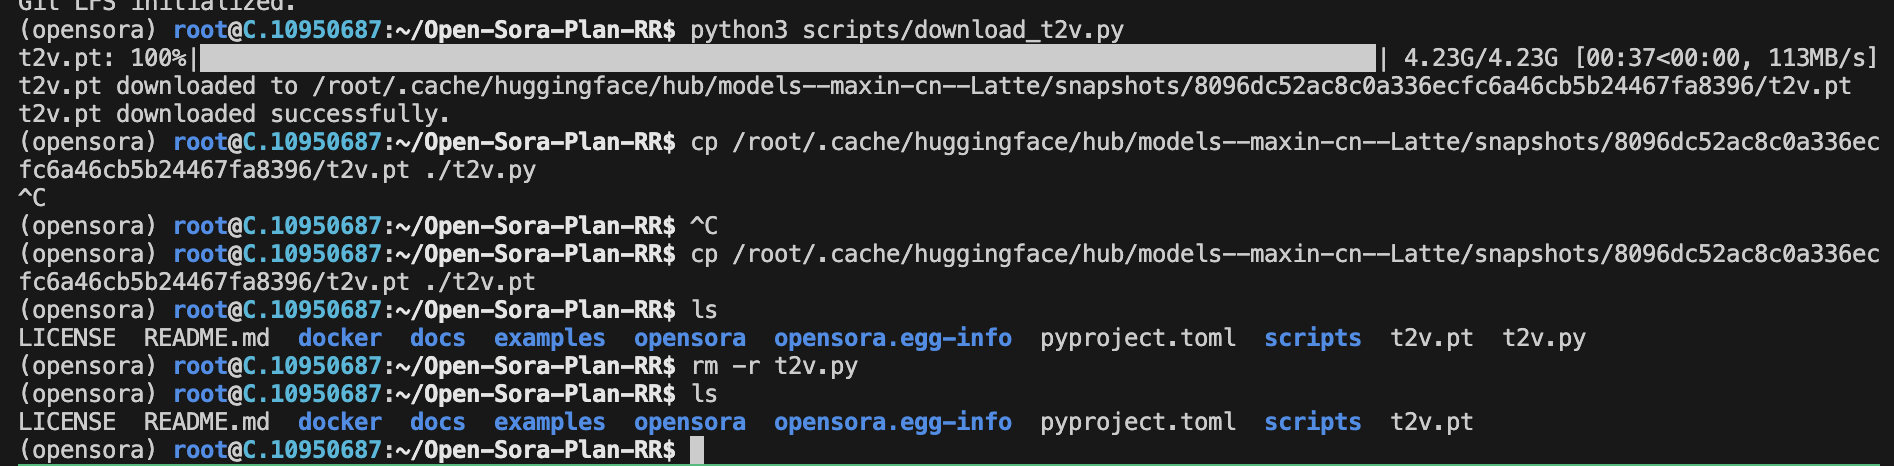 Git LFS initialized.
(opensora) root@C.10950687:~/Open-Sora-Plan-RR$ python3 scripts/download_t2v.py
t2v.pt: 100%|| 4.23G/4.23G [00:37<00:00, 113MB/s]
t2v.pt downloaded to /root/.cache/huggingface/hub/models--maxin-cn--Latte/snapshots/8096dc52ac8c0a336ecfc6a46cb5b24467fa8396/t2v.pt
t2v.pt downloaded successfully.
(opensora) root@C.10950687:~/Open-Sora-Plan-RR$ cp /root/.cache/huggingface/hub/models--maxin-cn--Latte/snapshots/8096dc52ac8c0a336ec
fc6a46cb5b24467fa8396/t2v.pt ./t2v.py
^C
(opensora) root@C.10950687:~/Open-Sora-Plan-RR$ ^C
(opensora) root@C.10950687:~/Open-Sora-Plan-RR$ cp /root/.cache/huggingface/hub/models--maxin-cn--Latte/snapshots/8096dc52ac8c0a336ec
fc6a46cb5b24467fa8396/t2v.pt ./t2v.pt
(opensora) root@C.10950687:~/Open-Sora-Plan-RR$ ls
LICENSE README.md docker docs examples opensora opensora.egg-info pyproject.toml scripts t2v.pt t2v.py
(opensora) root@C.10950687:~/Open-Sora-Plan-RR$ rm -r t2v.py
(opensora) root@C.10950687:~/Open-Sora-Plan-RR$ ls
LICENSE README.md docker docs examples opensora opensora.egg-info pyproject.toml scripts t2v.pt
(opensora) root@C.10950687:~/Open-Sora-Plan-RR$